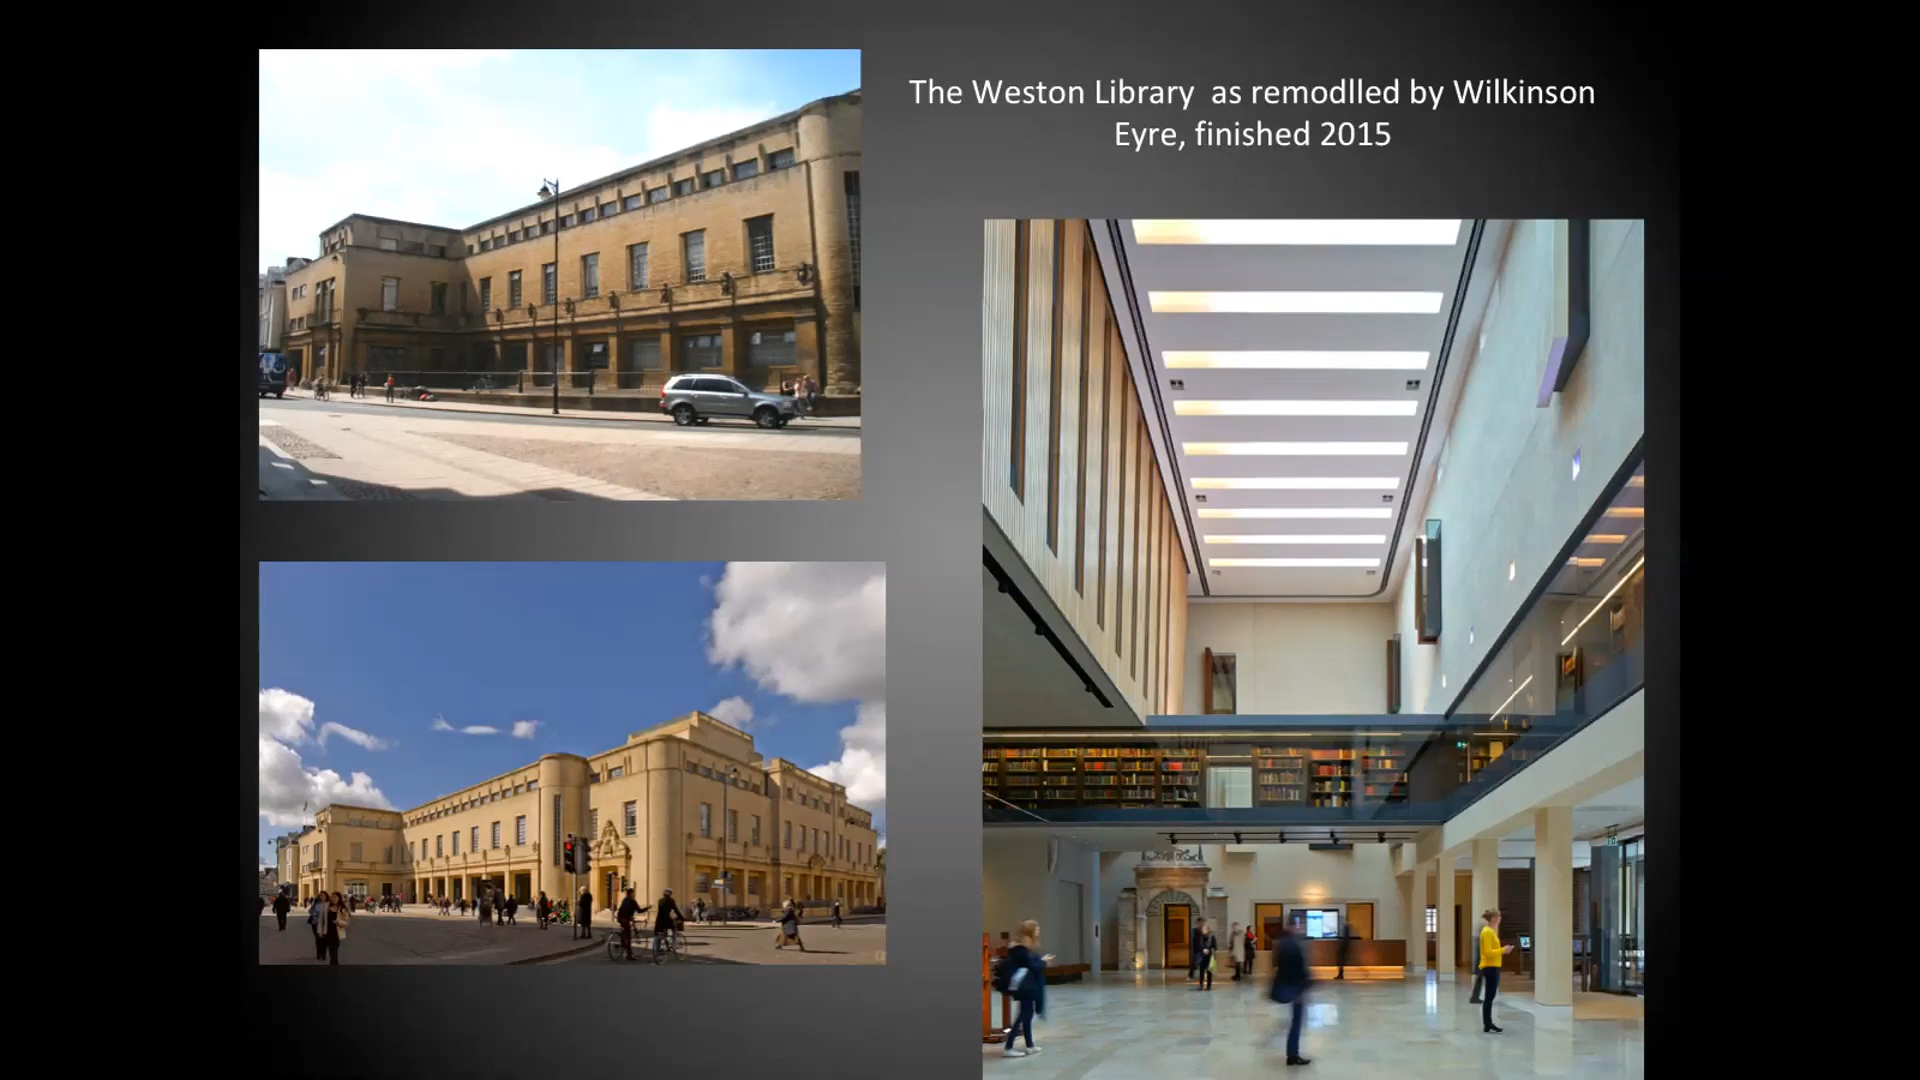 The Weston Library  as remodlled by Wilkinson
Eyre, finished 2015